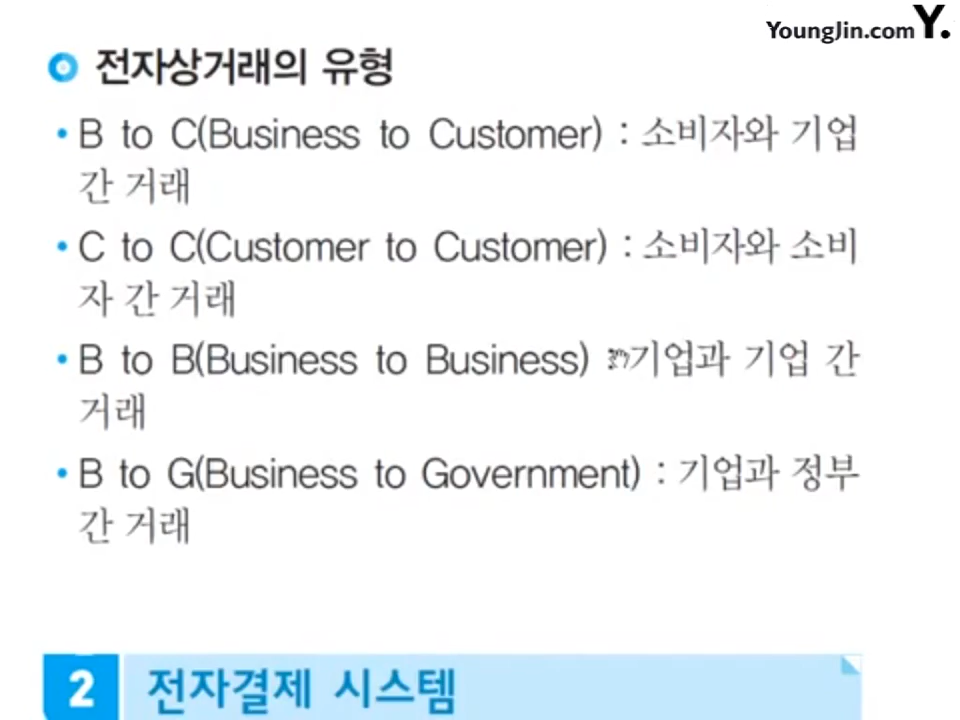 YoungJin.com Y.
전자상거래의 유형
• B to C(Business to Customer) : 소비자와 기업
간 거래
• C to C(Customer to Customer) : 소비자와 소비
자 간 거래
• B to B(Business to Business) 기업과 기업 간
거래
• B to G(Business to Government) : 기업과 정부
간 거래
2 전자결제 시스템